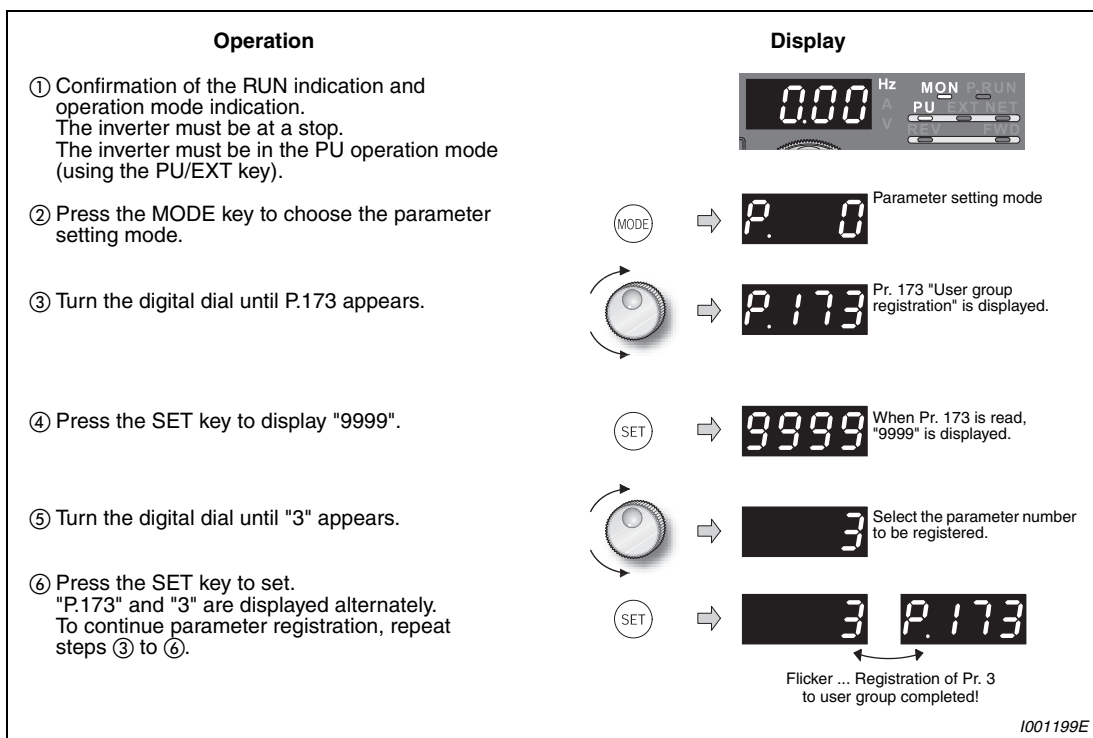 Operation
Display
① Confirmation of the RUN indication and
operation mode indication.
The inverter must be at a stop.
The inverter must be in the PU operation mode
(using the PU/EXT key).
0.00
Hz
A
V
MON P.RUN
PU EXT NET
REV FWD
② Press the MODE key to choose the parameter
setting mode.
MODE
P. 0
Parameter setting mode
③ Turn the digital dial until P.173 appears.
P.173
Pr. 173 "User group
registration" is displayed.
④ Press the SET key to display "9999".
SET
9999
When Pr. 173 is read,
"9999" is displayed.
⑤ Turn the digital dial until "3" appears.
3
Select the parameter number
to be registered.
⑥ Press the SET key to set.
"P.173" and "3" are displayed alternately.
To continue parameter registration, repeat
steps ③ to ⑥.
SET
3
P.173
Flicker ... Registration of Pr. 3
to user group completed!
I001199E